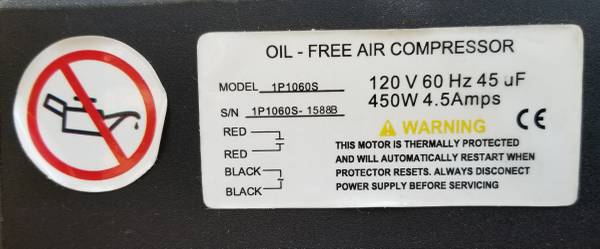 OIL - FREE AIR COMPRESSOR
MODEL 1P1060S
120 V 60 Hz 45 uF
S/N 1P1060S- 1588B
450W 4.5Amps
RED
RED
BLACK
BLACK
WARNING CE
THIS MOTOR IS THERMALLY PROTECTED
AND WILL AUTOMATICALLY RESTART WHEN
PROTECTOR RESETS. ALWAYS DISCONECT
POWER SUPPLY BEFORE SERVICING